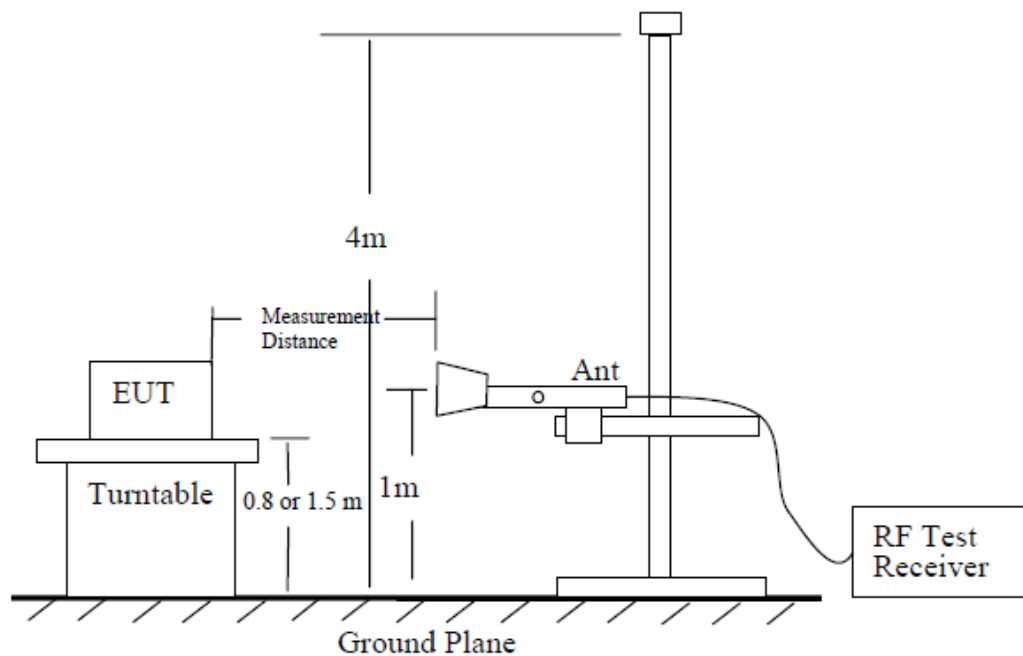 4m
Measurement
Distance
Ant
EUT
Turntable
0.8 or 1.5 m
1m
RF Test
Receiver
Ground Plane